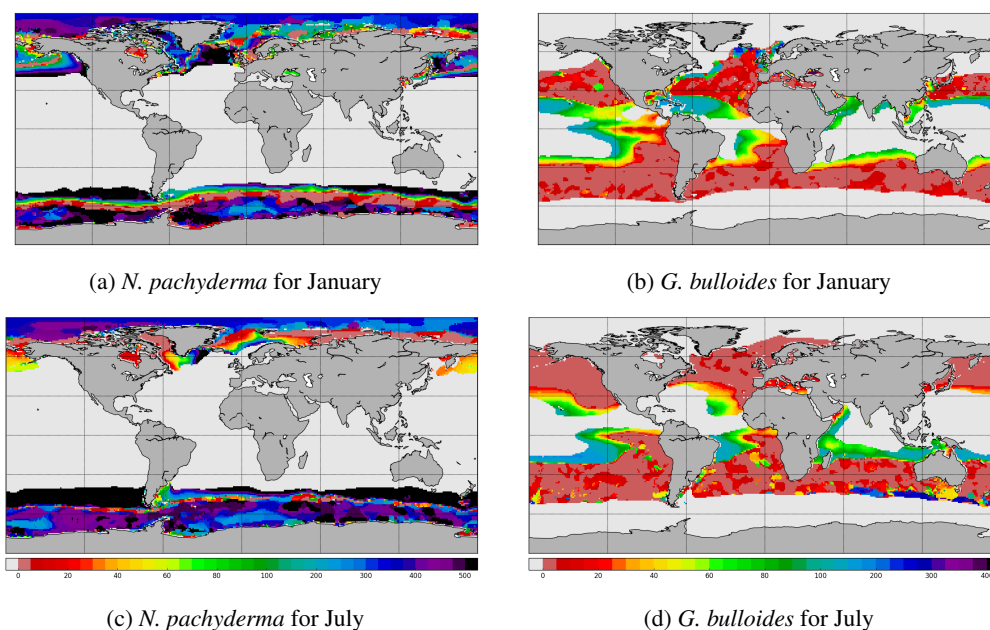 (a) N. pachyderma for January
(b) G. bulloides for January
0 20 40 60 80 100 200 300 400 500
0 20 40 60 80 100 200 300 400
(c) N. pachyderma for July
(d) G. bulloides for July